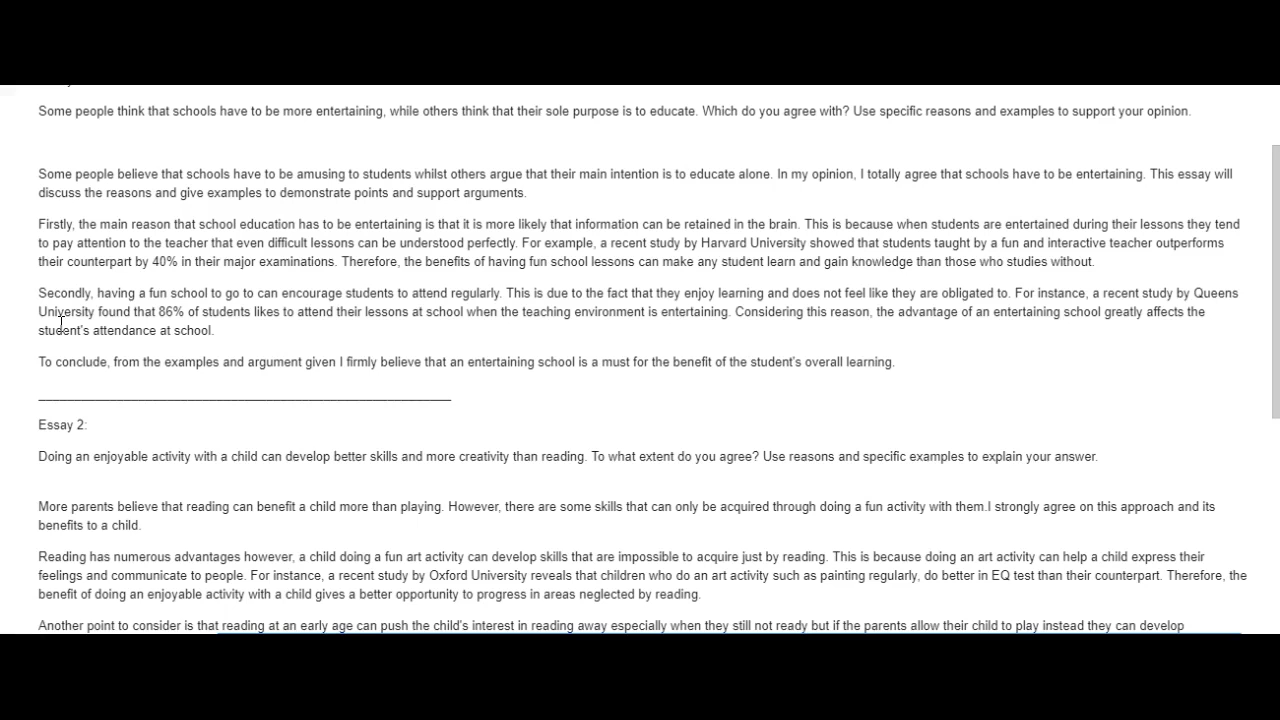 Some people think that schools have to be more entertaining, while others think that their sole purpose is to educate. Which do you agree with? Use specific reasons and examples to support your opinion.
Some people believe that schools have to be amusing to students whilst others argue that their main intention is to educate alone. In my opinion, I totally agree that schools have to be entertaining. This essay will
discuss the reasons and give examples to demonstrate points and support arguments.
Firstly, the main reason that school education has to be entertaining is that it is more likely that information can be retained in the brain. This is because when students are entertained during their lessons they tend
to pay attention to the teacher that even difficult lessons can be understood perfectly. For example, a recent study by Harvard University showed that students taught by a fun and interactive teacher outperforms
their counterpart by 40% in their major examinations. Therefore, the benefits of having fun school lessons can make any student learn and gain knowledge than those who studies without.
Secondly, having a fun school to go to can encourage students to attend regularly. This is due to the fact that they enjoy learning and does not feel like they are obligated to. For instance, a recent study by Queens
University found that 86% of students likes to attend their lessons at school when the teaching environment is entertaining. Considering this reason, the advantage of an entertaining school greatly affects the
student's attendance at school.
To conclude, from the examples and argument given I firmly believe that an entertaining school is a must for the benefit of the student's overall learning.
Essay 2:
Doing an enjoyable activity with a child can develop better skills and more creativity than reading. To what extent do you agree? Use reasons and specific examples to explain your answer.
More parents believe that reading can benefit a child more than playing. However, there are some skills that can only be acquired through doing a fun activity with them.I strongly agree on this approach and its
benefits to a child.
Reading has numerous advantages however, a child doing a fun art activity can develop skills that are impossible to acquire just by reading. This is because doing an art activity can help a child express their
feelings and communicate to people. For instance, a recent study by Oxford University reveals that children who do an art activity such as painting regularly, do better in EQ test than their counterpart. Therefore, the
benefit of doing an enjoyable activity with a child gives a better opportunity to progress in areas neglected by reading.
Another point to consider is that reading at an early age can push the child's interest in reading away especially when they still not ready but if the parents allow their child to play instead they can develop